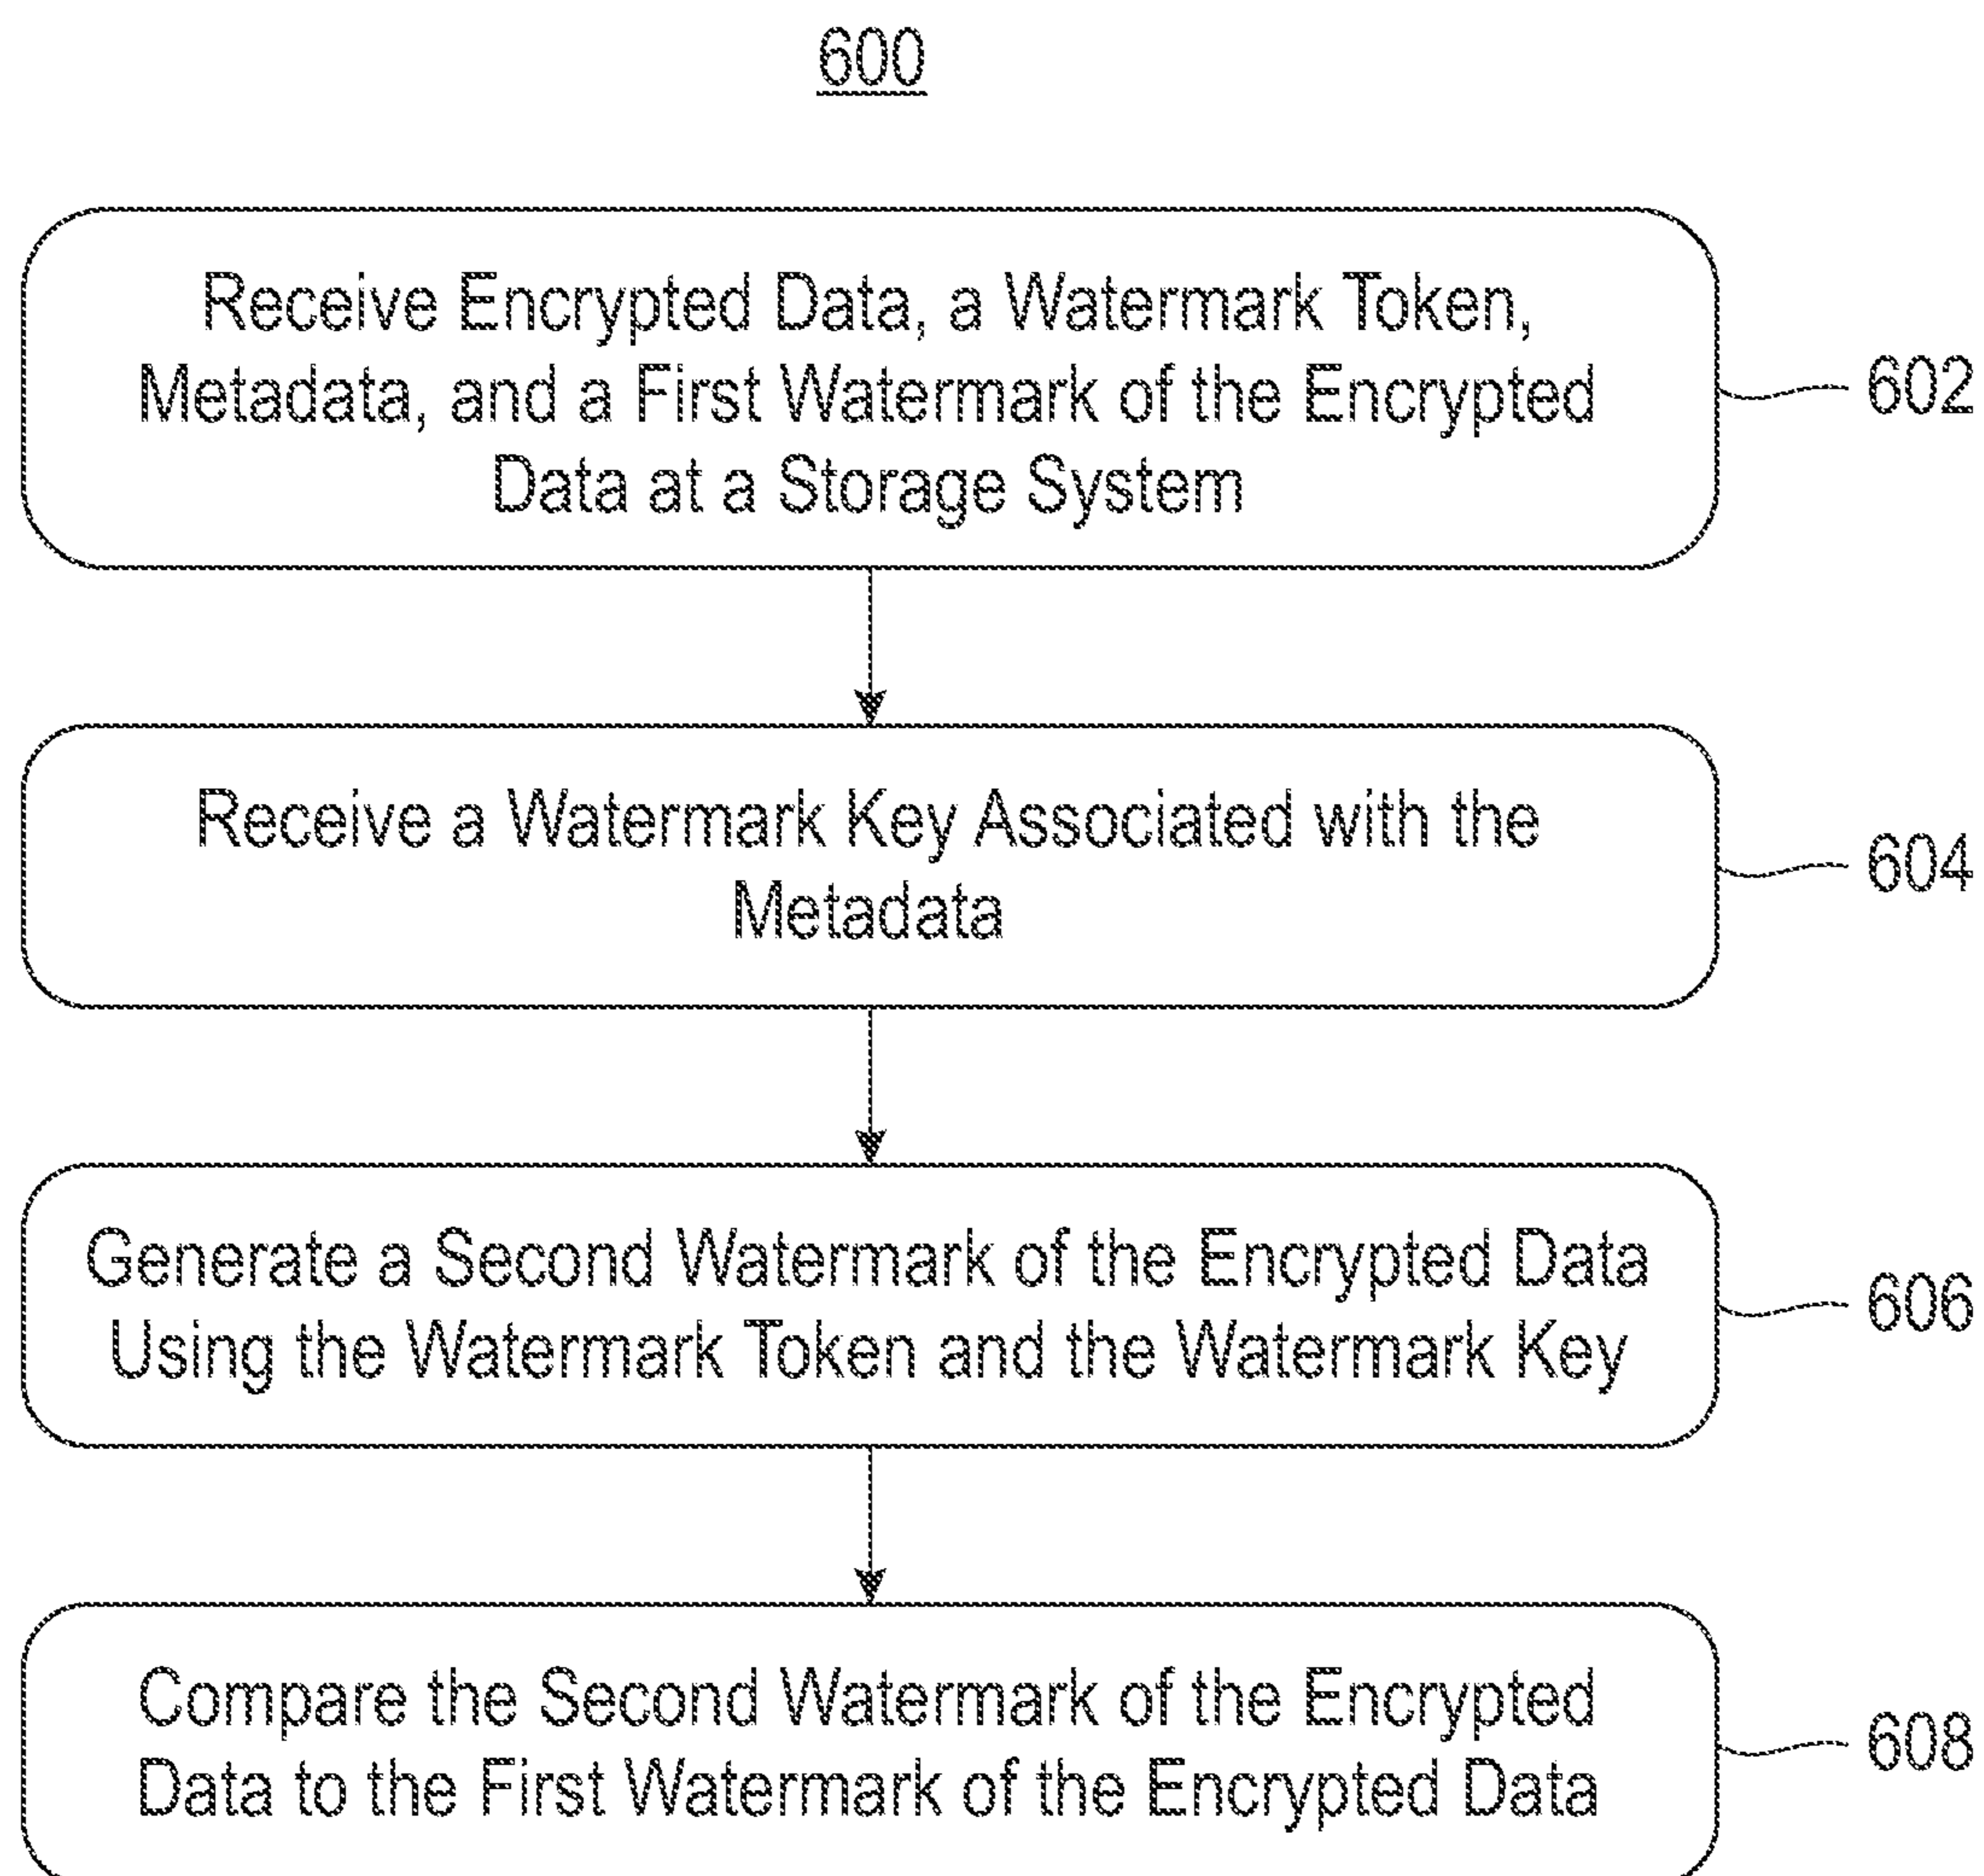 600
Receive Encrypted Data, a Watermark Token,
Metadata, and a First Watermark of the Encrypted
Data at a Storage System
602
Receive a Watermark Key Associated with the
Metadata
604
Generate a Second Watermark of the Encrypted Data
Using the Watermark Token and the Watermark Key
606
Compare the Second Watermark of the Encrypted
Data to the First Watermark of the Encrypted Data
608